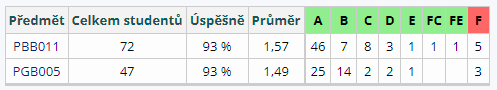 Předmět Celkem studentů Úspěšně Průměr A B C D E FC FE F
PBB011 72 93 % 1,57 46 7 8 3 1 1 1 5
PGB005 47 93 % 1,49 25 14 2 2 1 3